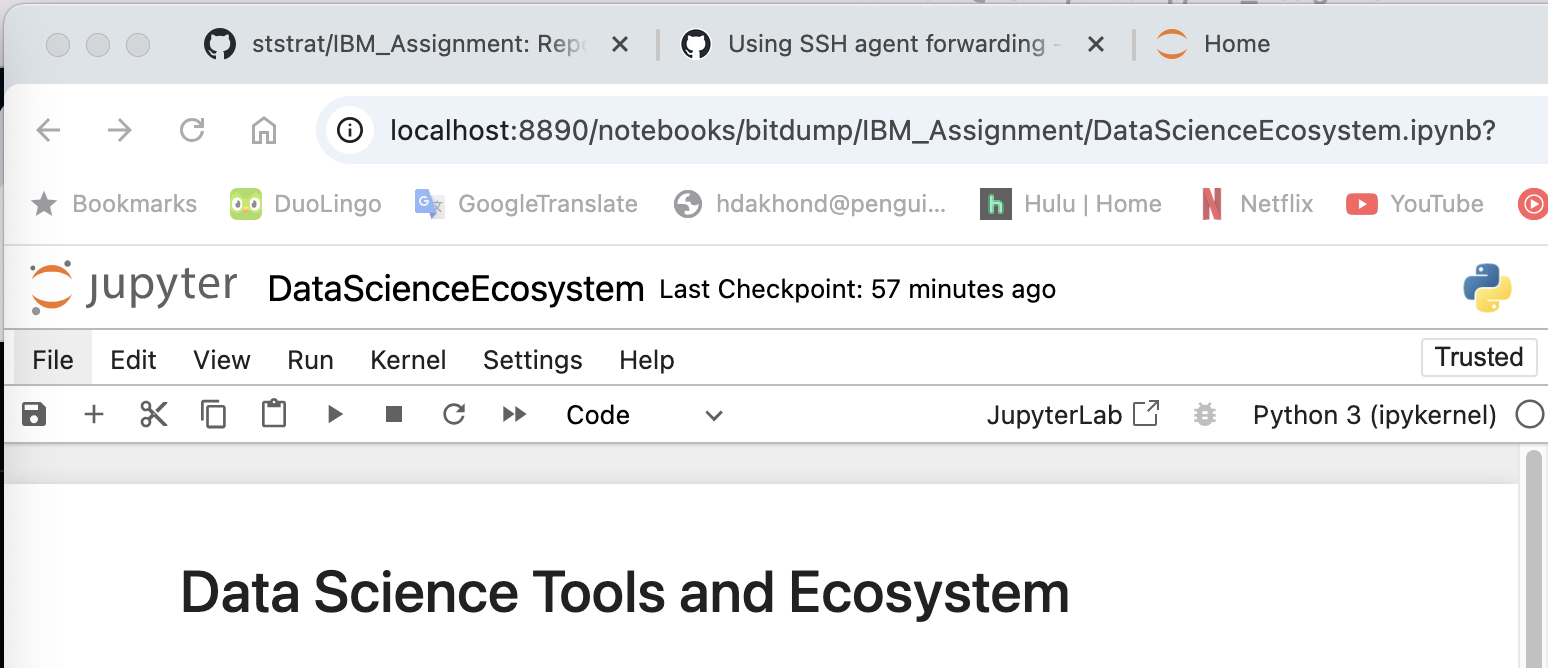 ststrat/IBM_Assignment: Repo Using SSH agent forwarding - Home
localhost:8890/notebooks/bitdump/IBM_Assignment/DataScienceEcosystem.ipynb?
Bookmarks DuoLingo GoogleTranslate hdakhond@pengui... Hulu | Home Netflix YouTube
jupyter DataScienceEcosystem Last Checkpoint: 57 minutes ago
File Edit View Run Kernel Settings Help Trusted
Code JupyterLab Python 3 (ipykernel)
Data Science Tools and Ecosystem